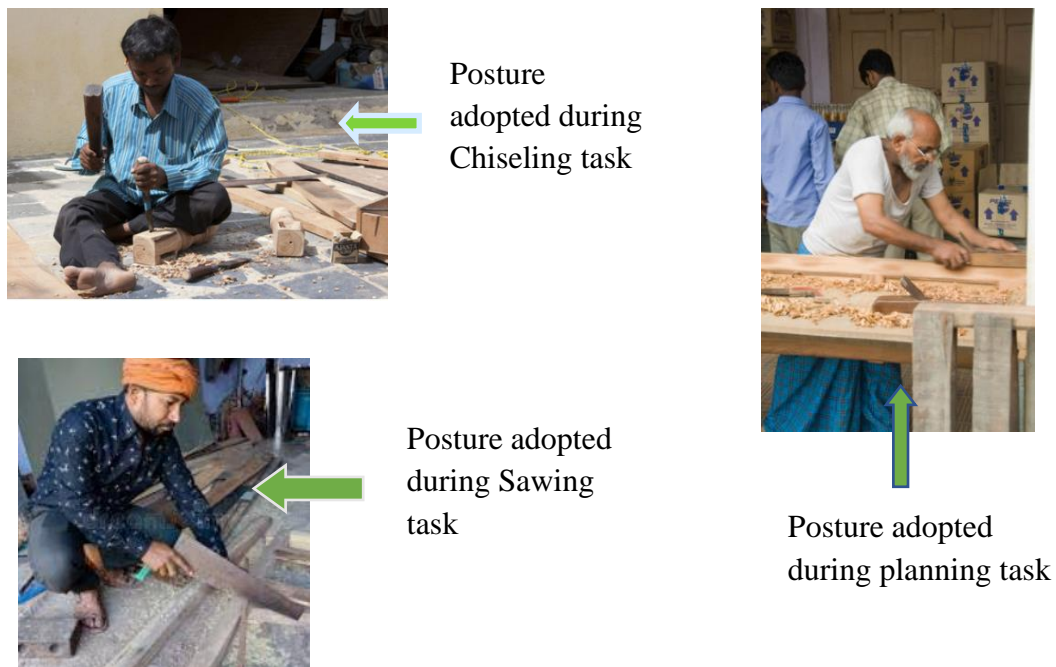 Posture
adopted during
Chiseling task
Posture adopted
during Sawing
task
Posture adopted
during planning task